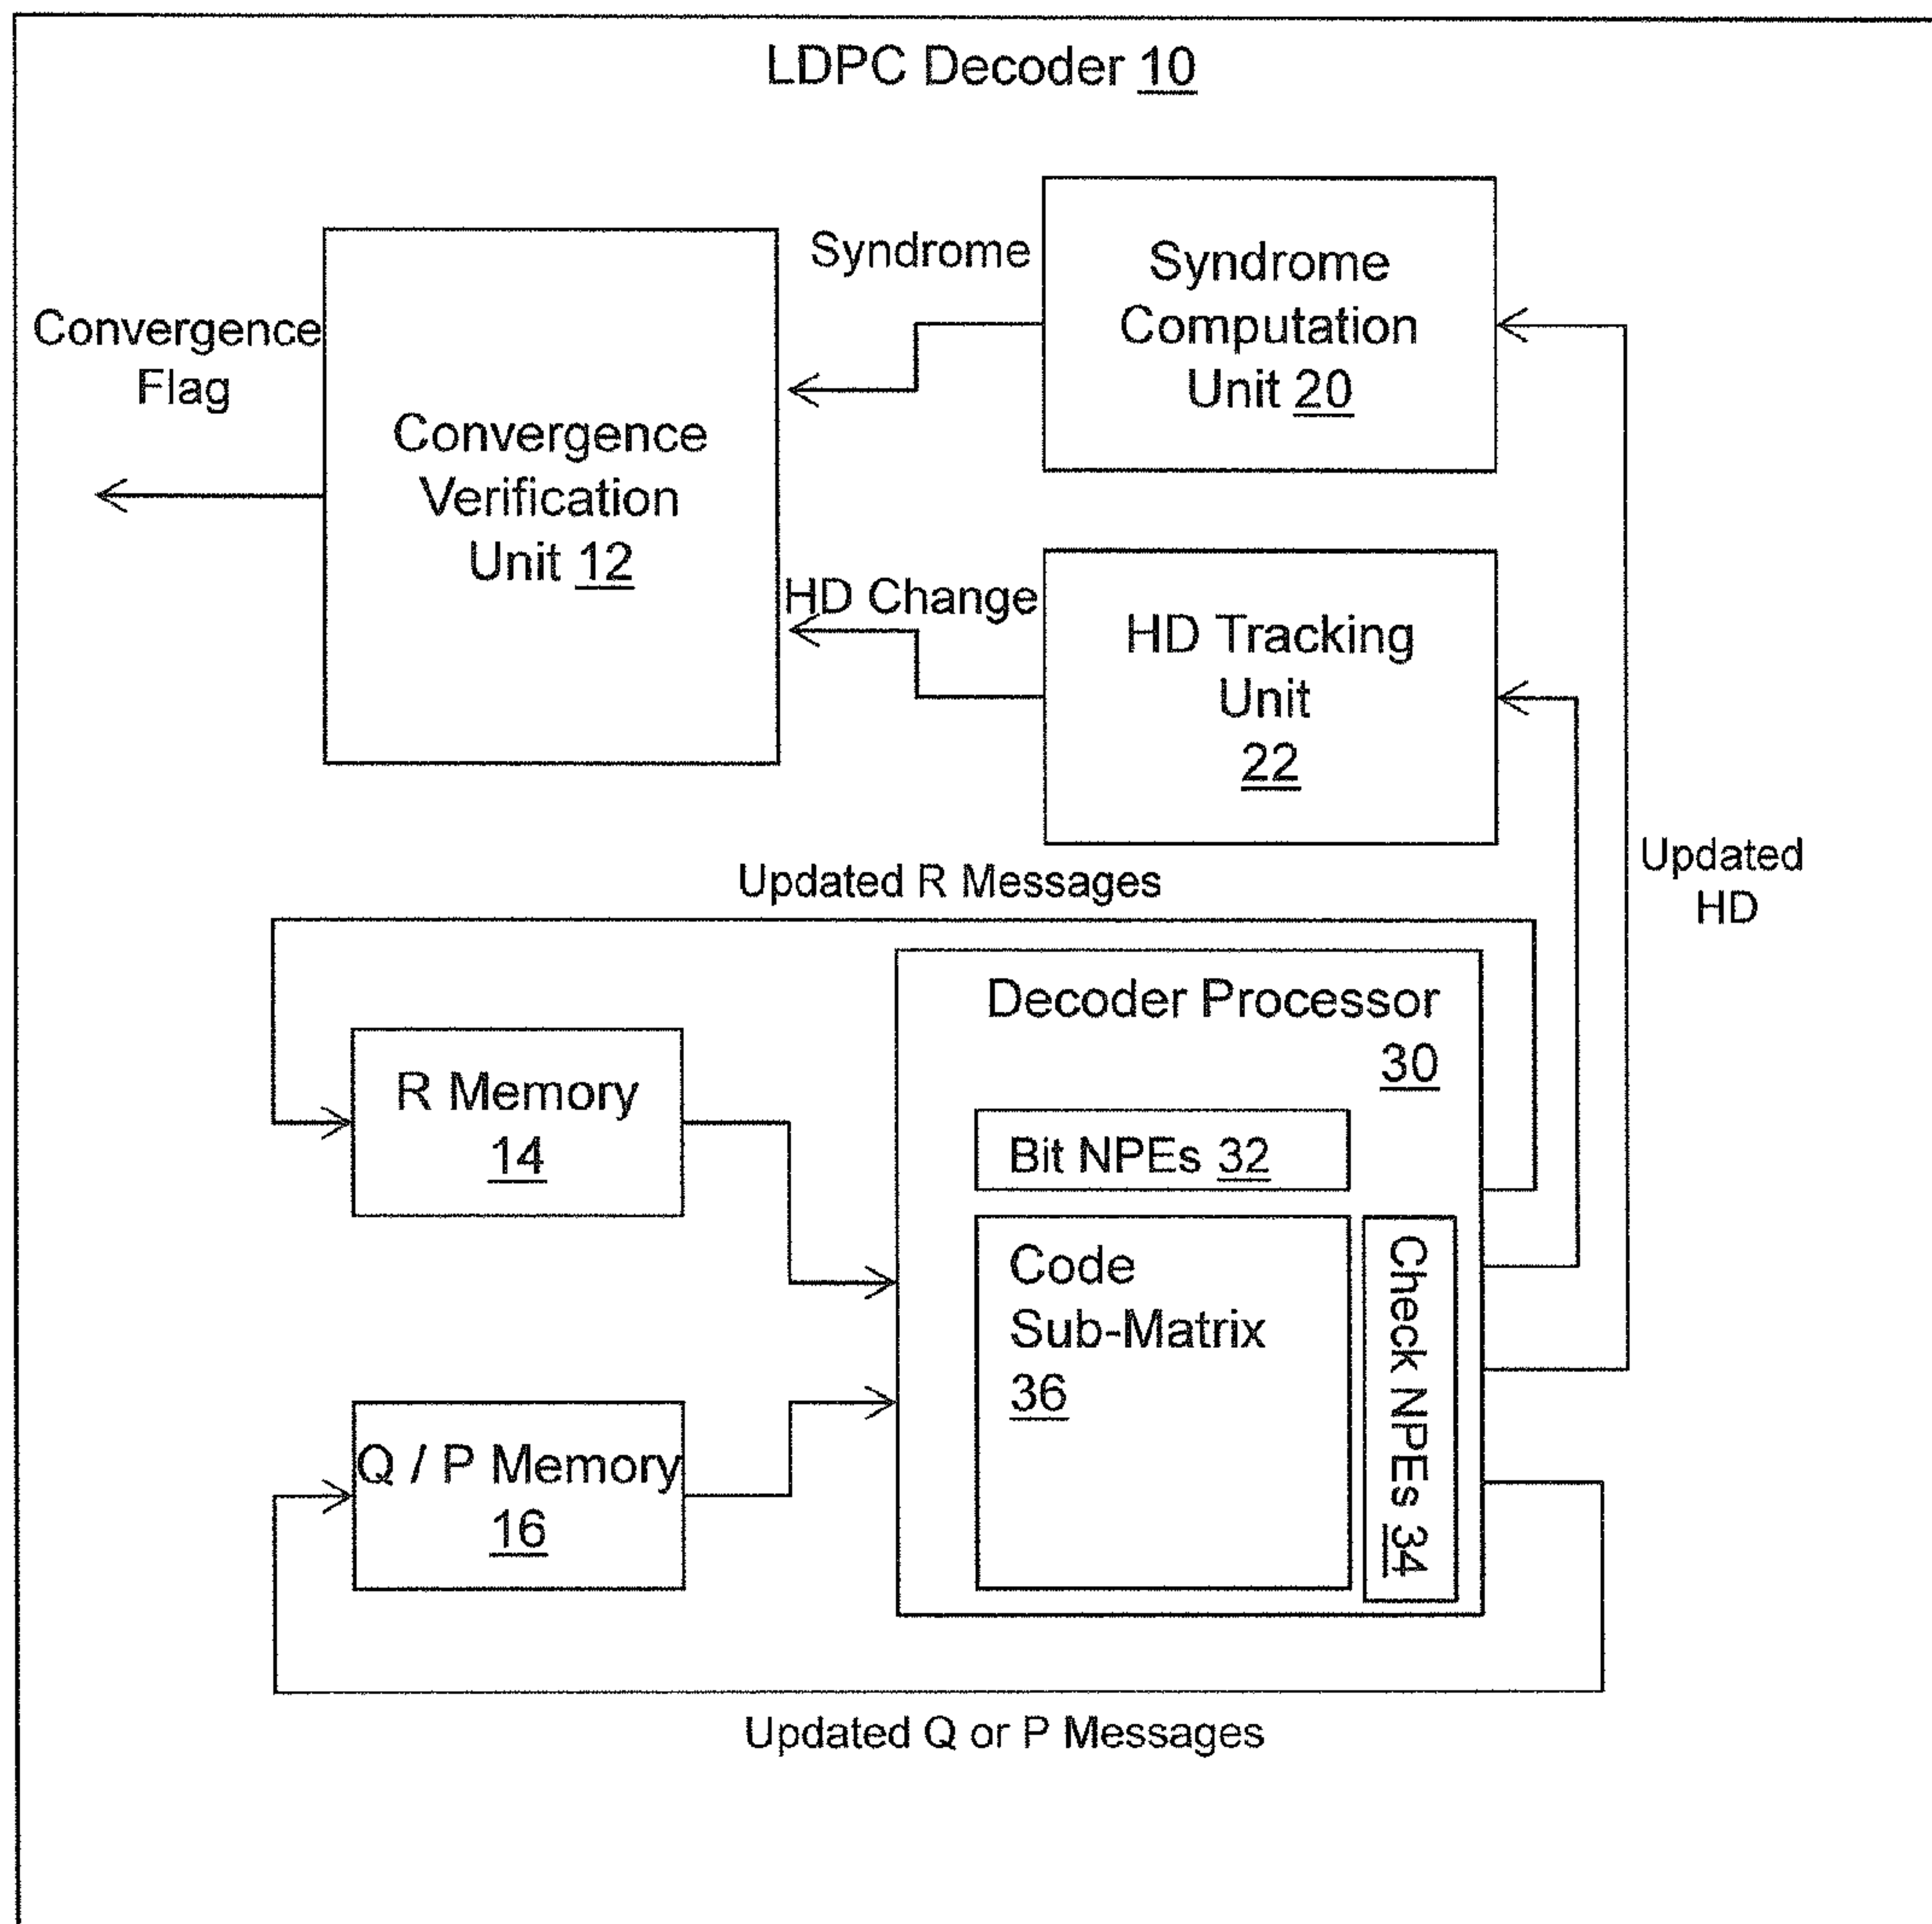 LDPC Decoder 10
Syndrome
Syndrome
Computation
Unit 20
Convergence
Flag
Convergence
Verification
Unit 12
HD Change
HD Tracking
Unit
22
Updated
HD
Updated R Messages
Decoder Processor
30
R Memory
14
Bit NPEs 32
Code
Sub-Matrix
36
Check NPEs 34
Q / P Memory
16
Updated Q or P Messages